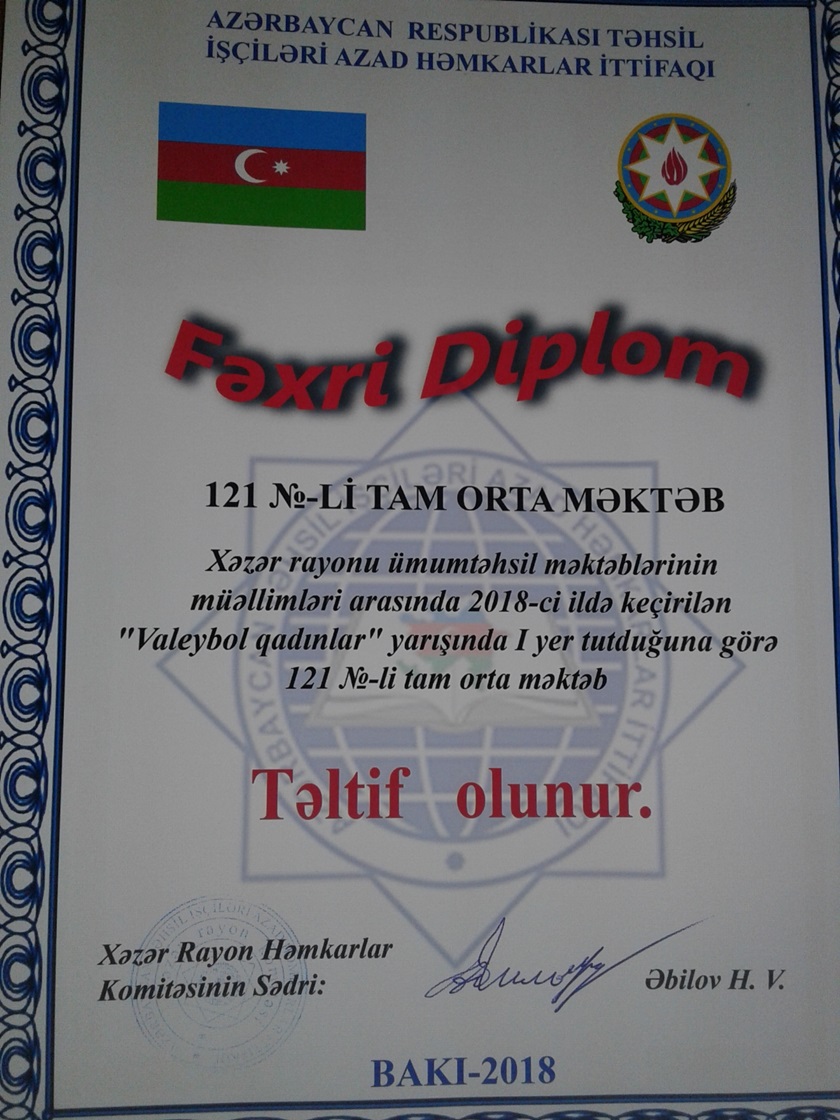 AZƏRBAYCAN RESPUBLİKASI TƏHSİL
İŞÇİLƏRİ AZAD HƏMKARLAR İTTİFAQI
Fəxri Diplom
121 №-Lİ TAM ORTA MƏKTƏB
Xəzər rayonu ümumtəhsil məktəblərinin
müəllimləri arasında 2018-ci ildə keçirilən
"Valeybol qadınlar" yarışında I yer tutduğuna görə
121 №-li tam orta məktəb
Təltif olunur.
Xəzər Rayon Həmkarlar
Komitəsinin Sədri:
Əbilov H. V.
BAKI-2018